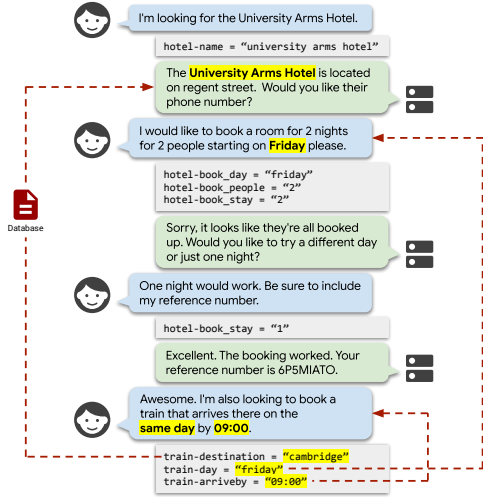 I'm looking for the University Arms Hotel.
hotel-name = “university arms hotel”
The University Arms Hotel is located
on regent street. Would you like their
phone number?
I would like to book a room for 2 nights
for 2 people starting on Friday please.
hotel-book_day = “friday”
hotel-book_people = “2”
hotel-book_stay = “2”
Database
Sorry, it looks like they're all booked
up. Would you like to try a different day
or just one night?
One night would work. Be sure to include
my reference number.
hotel-book_stay = “1”
Excellent. The booking worked. Your
reference number is 6P5MIATO.
Awesome. I'm also looking to book a
train that arrives there on the
same day by 09:00.
train-destination = “cambridge”
train-day = “friday”
train-arriveby = “09:00”